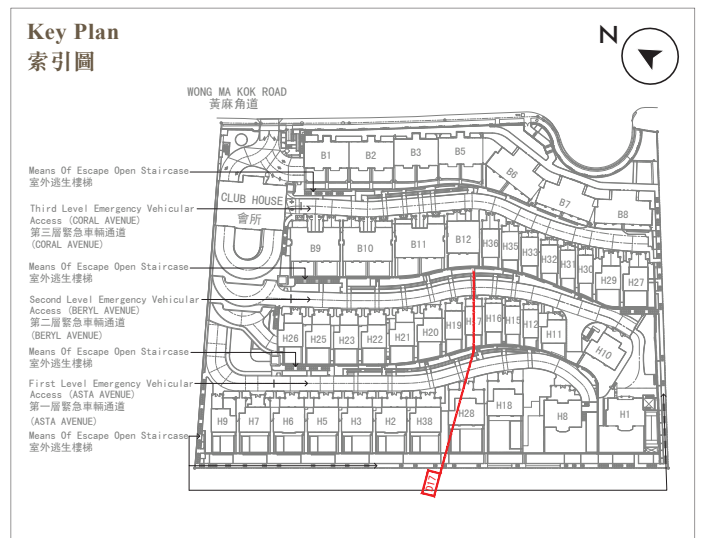 Key Plan
索引圖
N
WONG MA KOK ROAD
黃麻角道
Means Of Escape Open Staircase
室外逃生樓梯
CLUB HOUSE
會所
Third Level Emergency Vehicular
Access (CORAL AVENUE)
第三層緊急車輛通道
(CORAL AVENUE)
Means Of Escape Open Staircase
室外逃生樓梯
Second Level Emergency Vehicular
Access (BERYL AVENUE)
第二層緊急車輛通道
(BERYL AVENUE)
Means Of Escape Open Staircase
室外逃生樓梯
First Level Emergency Vehicular
Access (ASTA AVENUE)
第一層緊急車輛通道
(ASTA AVENUE)
Means Of Escape Open Staircase
室外逃生樓梯
B1 B2 B3 B5 B6 B7 B8
B9 B10 B11 B12 H36 H35 H33 H32 H31 H30 H29 H27
H26 H25 H23 H22 H21 H20 H19 H17 H16 H15 H12 H11 H10
H9 H7 H6 H5 H3 H2 H38 H28 H18 H8 H1
D17